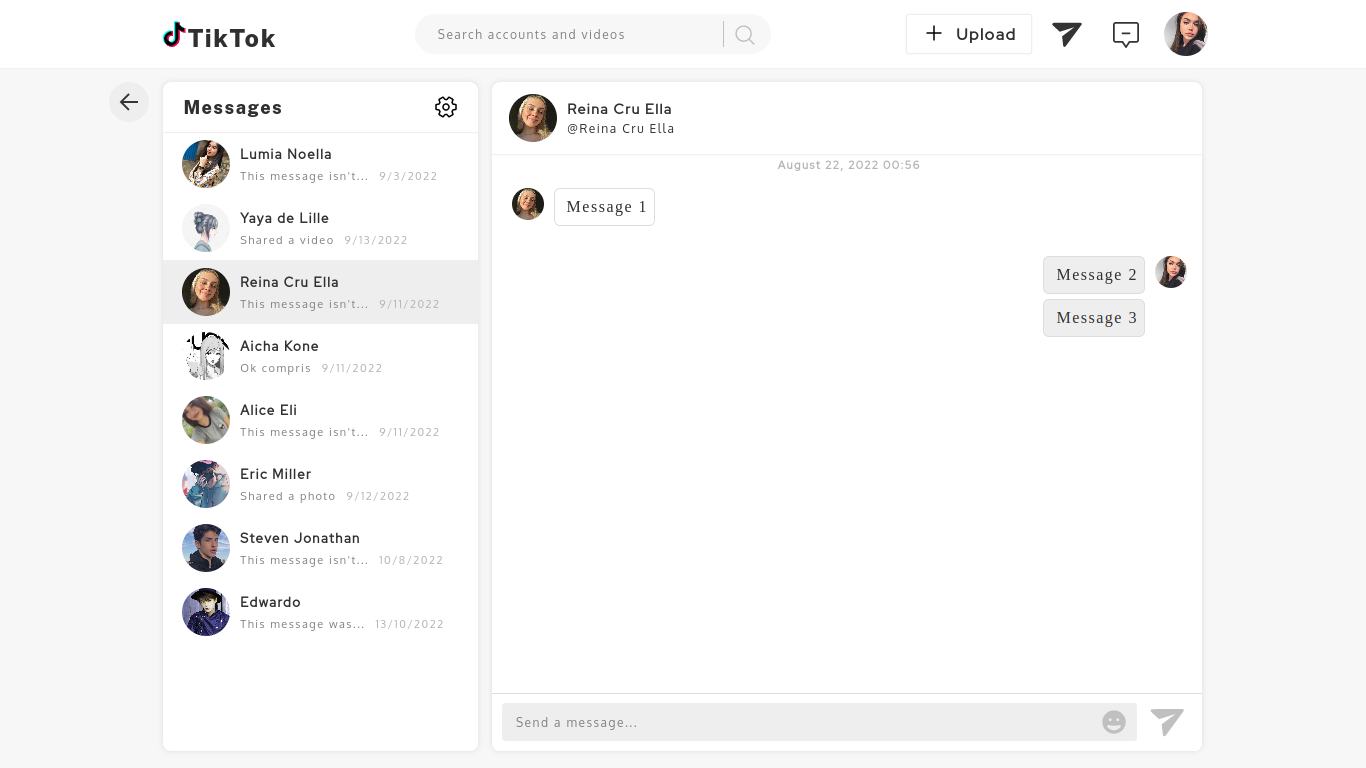 TikTok
Search accounts and videos
Upload
Messages
Lumia Noella
This message isn't... 9/3/2022
Yaya de Lille
Shared a video 9/13/2022
Reina Cru Ella
This message isn't... 9/11/2022
Aicha Kone
Ok compris 9/11/2022
Alice Eli
This message isn't... 9/11/2022
Eric Miller
Shared a photo 9/12/2022
Steven Jonathan
This message isn't... 10/8/2022
Edwardo
This message was... 13/10/2022
Reina Cru Ella
@Reina Cru Ella
August 22, 2022 00:56
Message 1
Message 2
Message 3
Send a message...